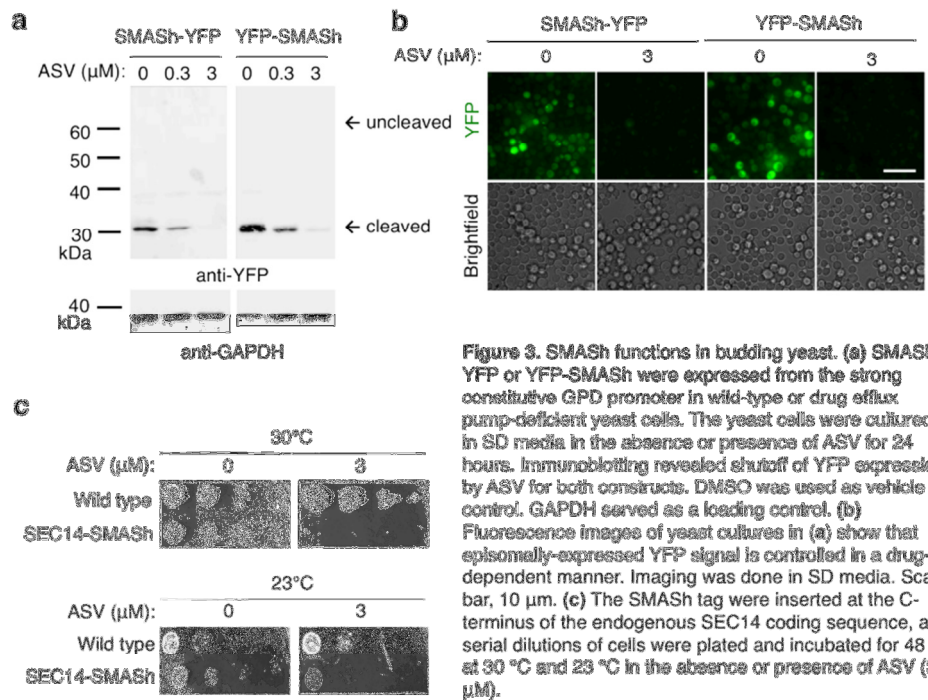 a
SMASh-YFP YFP-SMASh
ASV (μM): 0 0.3 3 0 0.3 3
60
50
40
30
kDa
← uncleaved
← cleaved
anti-YFP
40
kDa
anti-GAPDH
b
SMASh-YFP YFP-SMASh
ASV (μM): 0 3 0 3
YFP
Brightfield
c
30°C
ASV (μM): 0 3
Wild type
SEC14-SMASh
23°C
ASV (μM): 0 3
Wild type
SEC14-SMASh
Figure 3. SMASh functions in budding yeast. (a) SMASh
YFP or YFP-SMASh were expressed from the strong
constitutive GPD promoter in wild-type or drug efflux
pump-deficient yeast cells. The yeast cells were cultured
in SD media in the absence or presence of ASV for 24
hours. Immunoblotting revealed shutoff of YFP expressio
by ASV for both constructs. DMSO was used as vehicle
control. GAPDH served as a loading control. (b)
Fluorescence images of yeast cultures in (a) show that
episomally-expressed YFP signal is controlled in a drug-
dependent manner. Imaging was done in SD media. Sca
bar, 10 μm. (c) The SMASh tag were inserted at the C-
terminus of the endogenous SEC14 coding sequence, a
serial dilutions of cells were plated and incubated for 48
at 30 °C and 23 °C in the absence or presence of ASV (3
μM).